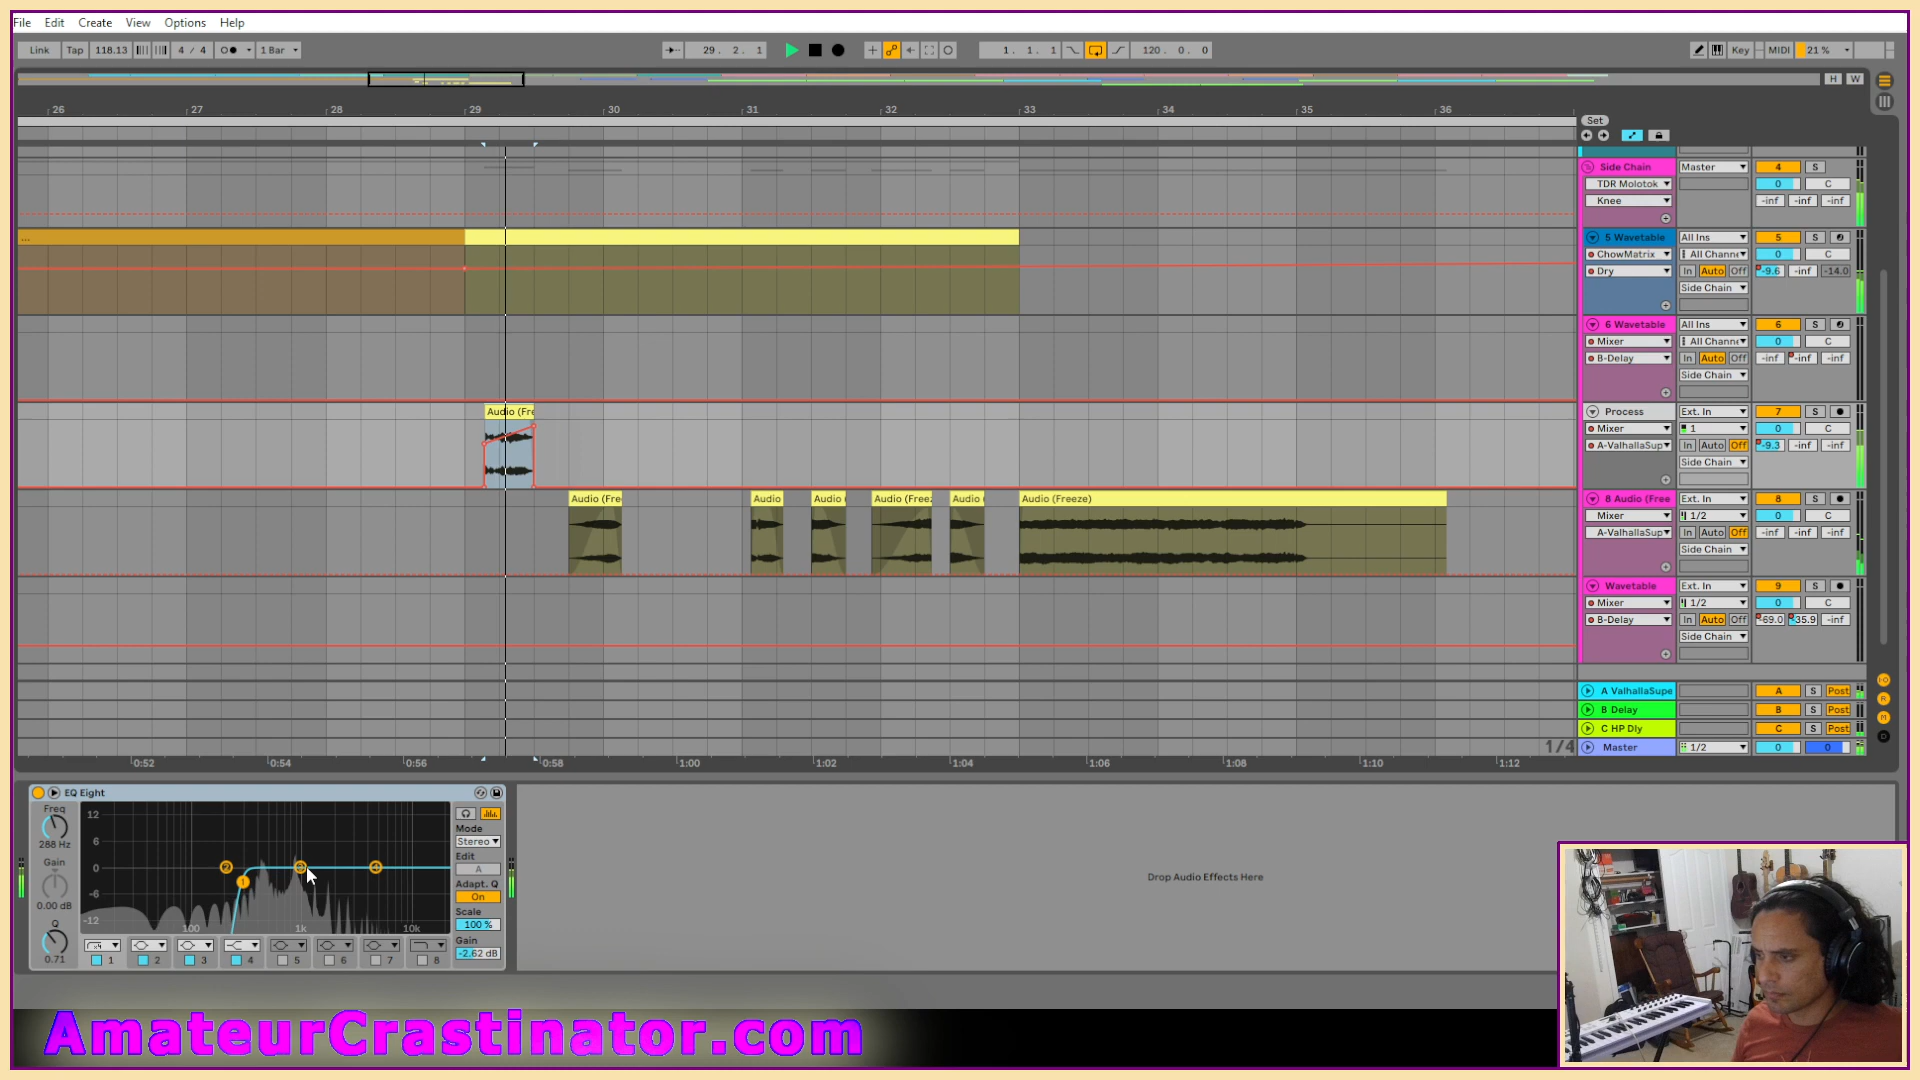 File Edit Create View Options Help
Link Tap 118.13 4 / 4 1 Bar 29. 2. 1 1. 1. 1 120. 0. 0 Key MIDI 21 %
H W
26 27 28 29 30 31 32 33 34 35 36
Set
Side Chain Master 4 S
TDR Molotok 0 C
Knee -inf -inf -inf
... 5 Wavetable All Ins 5 S
ChowMatrix All Channe 0 C
Dry In Auto Off -9.6 -inf -14.0
Side Chain
6 Wavetable All Ins 6 S
Mixer All Channe 0 C
B-Delay In Auto Off -inf -inf -inf
Side Chain
Audio (Fre Process Ext. In 7 S
Mixer 1 0 C
A-ValhallaSup In Auto Off -9.3 -inf -inf
Side Chain
Audio (Fre Audio Audio ( Audio (Free: Audio ( Audio (Freeze) 8 Audio (Free Ext. In 8 S
Mixer 1/2 0 C
A-ValhallaSup In Auto Off -inf -inf -inf
Side Chain
Wavetable Ext. In 9 S
Mixer 1/2 0 C
B-Delay In Auto Off -69.0 -35.9 -inf
Side Chain
A ValhallaSupe A S Post
B Delay B S Post
C HP Dly C S Post
1/4 Master 1/2 0 0
0:52 0:54 0:56 0:58 1:00 1:02 1:04 1:06 1:08 1:10 1:12
EQ Eight
Freq 288 Hz
Gain 0.00 dB
Q 0.71
12
6
0
-6
-12
100 1k 10k
Mode
Stereo
Edit
A
Adapt. Q
On
Scale
100 %
Gain
-2.62 dB
x4
1 2 3 4 5 6 7 8
Drop Audio Effects Here
AmateurCrastinator.com